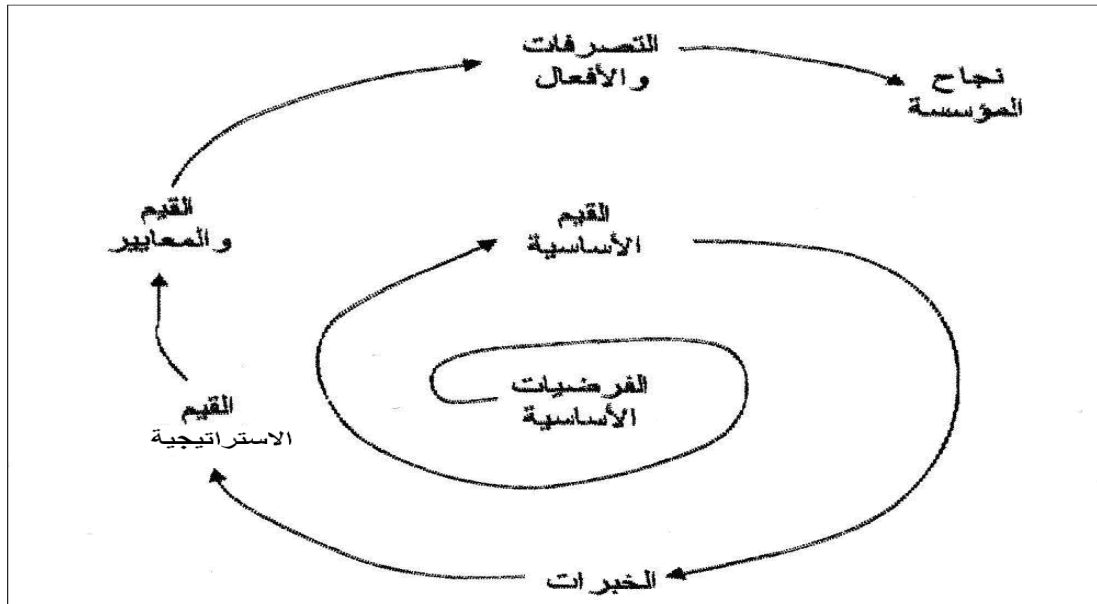 التصرفات
والأفعال
نجاح
المؤسسة
القيم
والمعايير
القيم
الأساسية
الفرضيات
الأساسية
القيم
الاستراتيجية
الخبرات